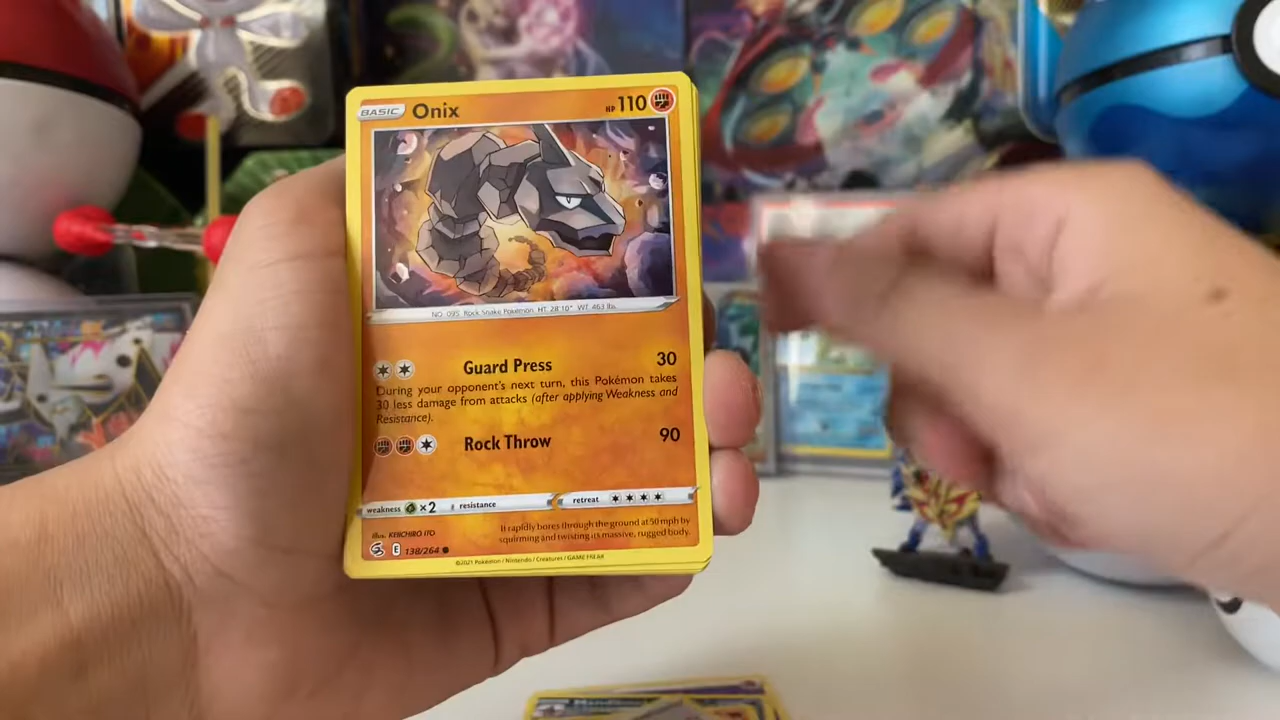 BASIC Onix HP 110
NO. 095 Rock Snake Pokémon HT: 28'10" WT: 463 lbs.
Guard Press 30
During your opponent's next turn, this Pokémon takes
30 less damage from attacks (after applying Weakness and
Resistance).
Rock Throw 90
weakness ×2 resistance retreat
Illus. KEIICHIRO ITO
It rapidly bores through the ground at 50 mph by
squirming and twisting its massive, rugged body.
E 138/264
©2021 Pokémon / Nintendo / Creatures / GAME FREAK